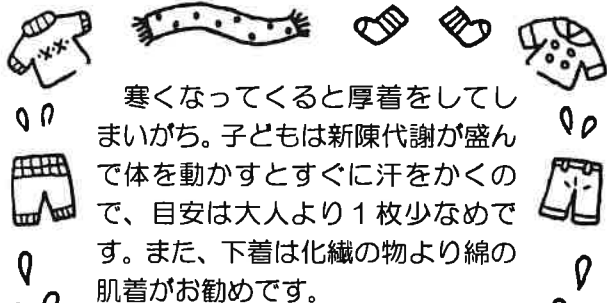 寒くなってくると厚着をしてし
まいがち。子どもは新陳代謝が盛ん
で体を動かすとすぐに汗をかくの
で、目安は大人より1枚少なめで
す。また、下着は化繊の物より綿の
肌着がお勧めです。